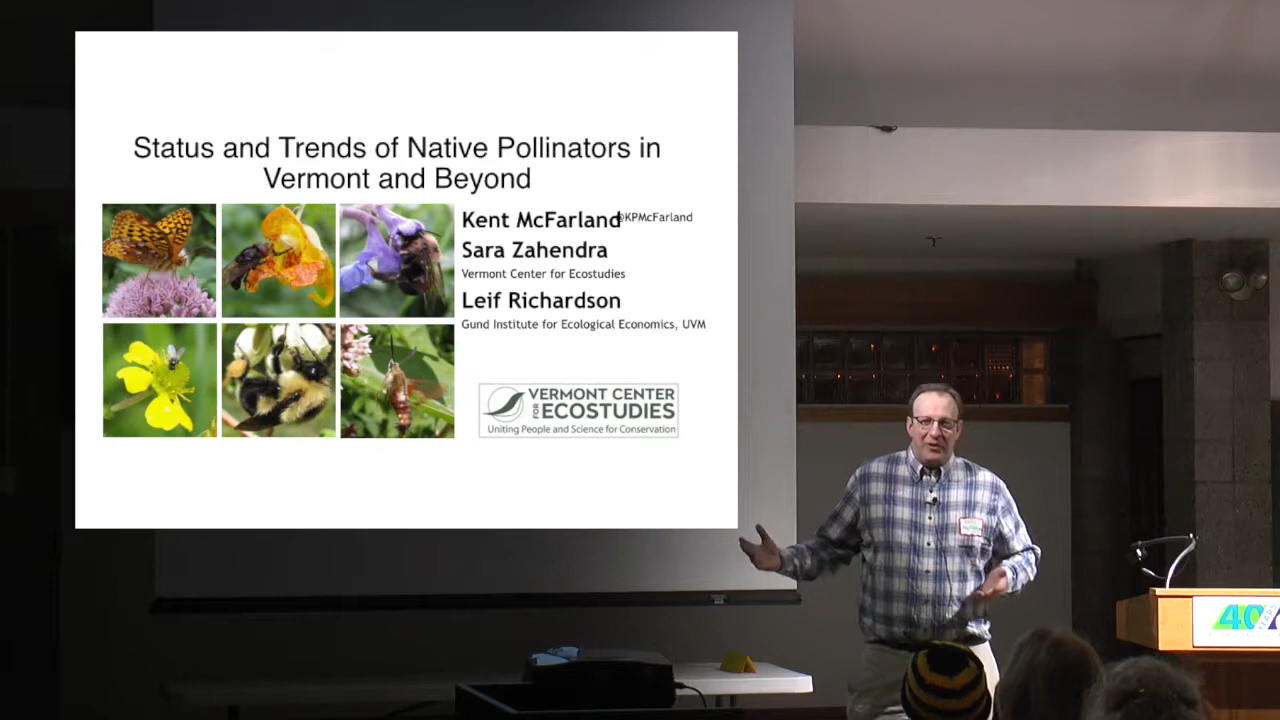 Status and Trends of Native Pollinators in
Vermont and Beyond
Kent McFarland @KPMcFarland
Sara Zahendra
Vermont Center for Ecostudies
Leif Richardson
Gund Institute for Ecological Economics, UVM
VERMONT CENTER
FOR ECOSTUDIES
Uniting People and Science for Conservation
40
YEARS